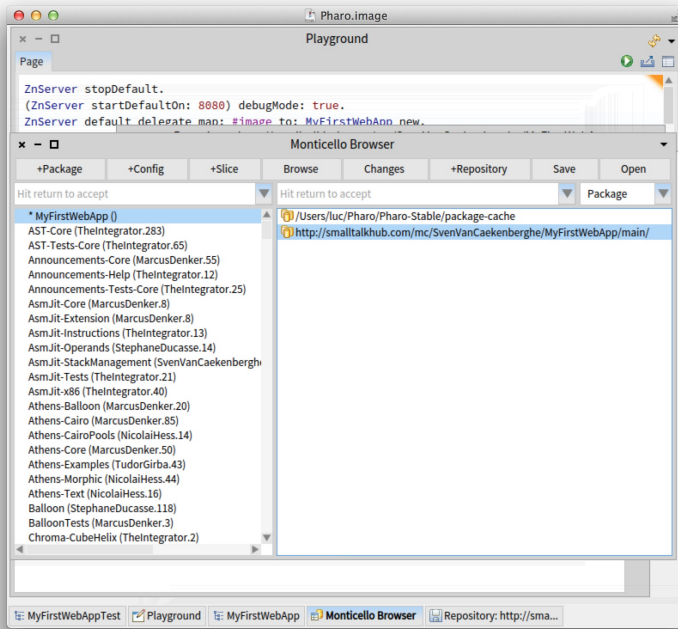 Pharo.image
Playground
Page
ZnServer stopDefault.
(ZnServer startDefaultOn: 8080) debugMode: true.
ZnServer default delegate map: #image to: MyFirstWebApp new.
Monticello Browser
+Package +Config +Slice Browse Changes +Repository Save Open
Hit return to accept Hit return to accept Package
* MyFirstWebApp ()
AST-Core (TheIntegrator.283)
AST-Tests-Core (TheIntegrator.65)
Announcements-Core (MarcusDenker.55)
Announcements-Help (TheIntegrator.12)
Announcements-Tests-Core (TheIntegrator.25)
AsmJit-Core (MarcusDenker.8)
AsmJit-Extension (MarcusDenker.8)
AsmJit-Instructions (TheIntegrator.13)
AsmJit-Operands (StephaneDucasse.14)
AsmJit-StackManagement (SvenVanCaekenbergh
AsmJit-Tests (TheIntegrator.21)
AsmJit-x86 (TheIntegrator.40)
Athens-Balloon (MarcusDenker.20)
Athens-Cairo (MarcusDenker.85)
Athens-CairoPools (NicolaiHess.14)
Athens-Core (MarcusDenker.50)
Athens-Examples (TudorGirba.43)
Athens-Morphic (NicolaiHess.44)
Athens-Text (NicolaiHess.16)
Balloon (StephaneDucasse.118)
BalloonTests (MarcusDenker.3)
Chroma-CubeHelix (TheIntegrator.2)
/Users/luc/Pharo/Pharo-Stable/package-cache
http://smalltalkhub.com/mc/SvenVanCaekenberghe/MyFirstWebApp/main/
MyFirstWebAppTest Playground MyFirstWebApp Monticello Browser Repository: http://sma...